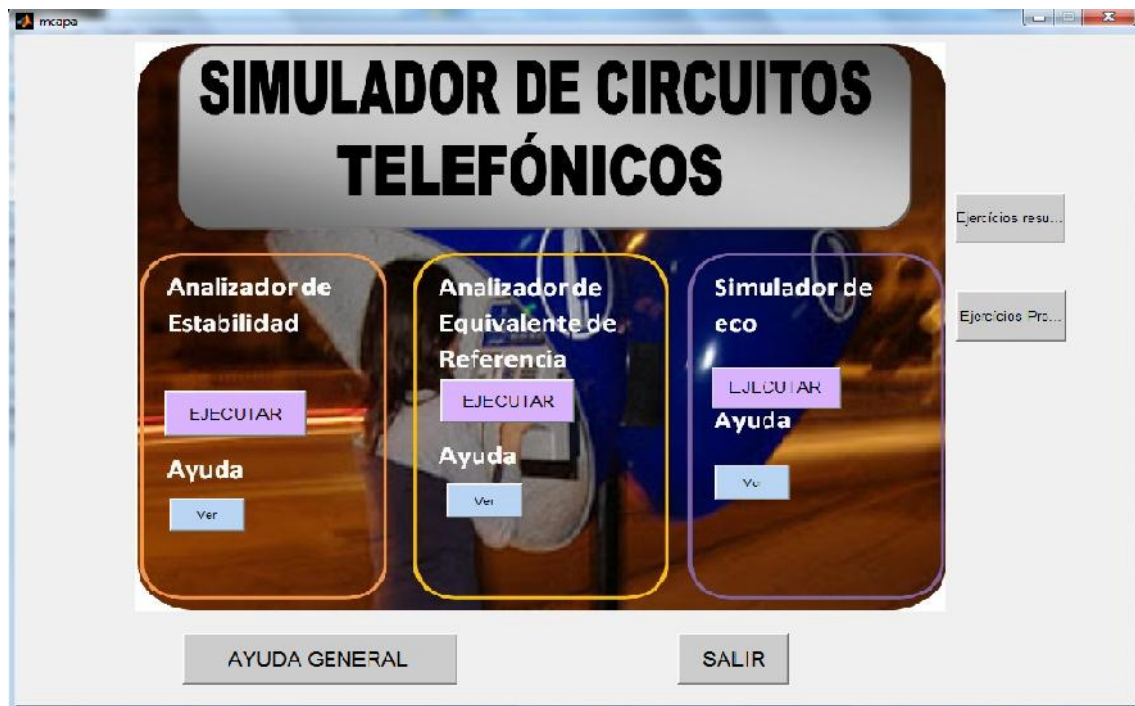 mcapa
SIMULADOR DE CIRCUITOS
TELEFÓNICOS
Ejercícios resu...
Ejercicios Pro...
Analizador de
Estabilidad
EJECUTAR
Ayuda
Ver
Analizador de
Equivalente de
Referencia
EJECUTAR
Ayuda
Ver
Simulador de
eco
EJECUTAR
Ayuda
Ver
AYUDA GENERAL
SALIR